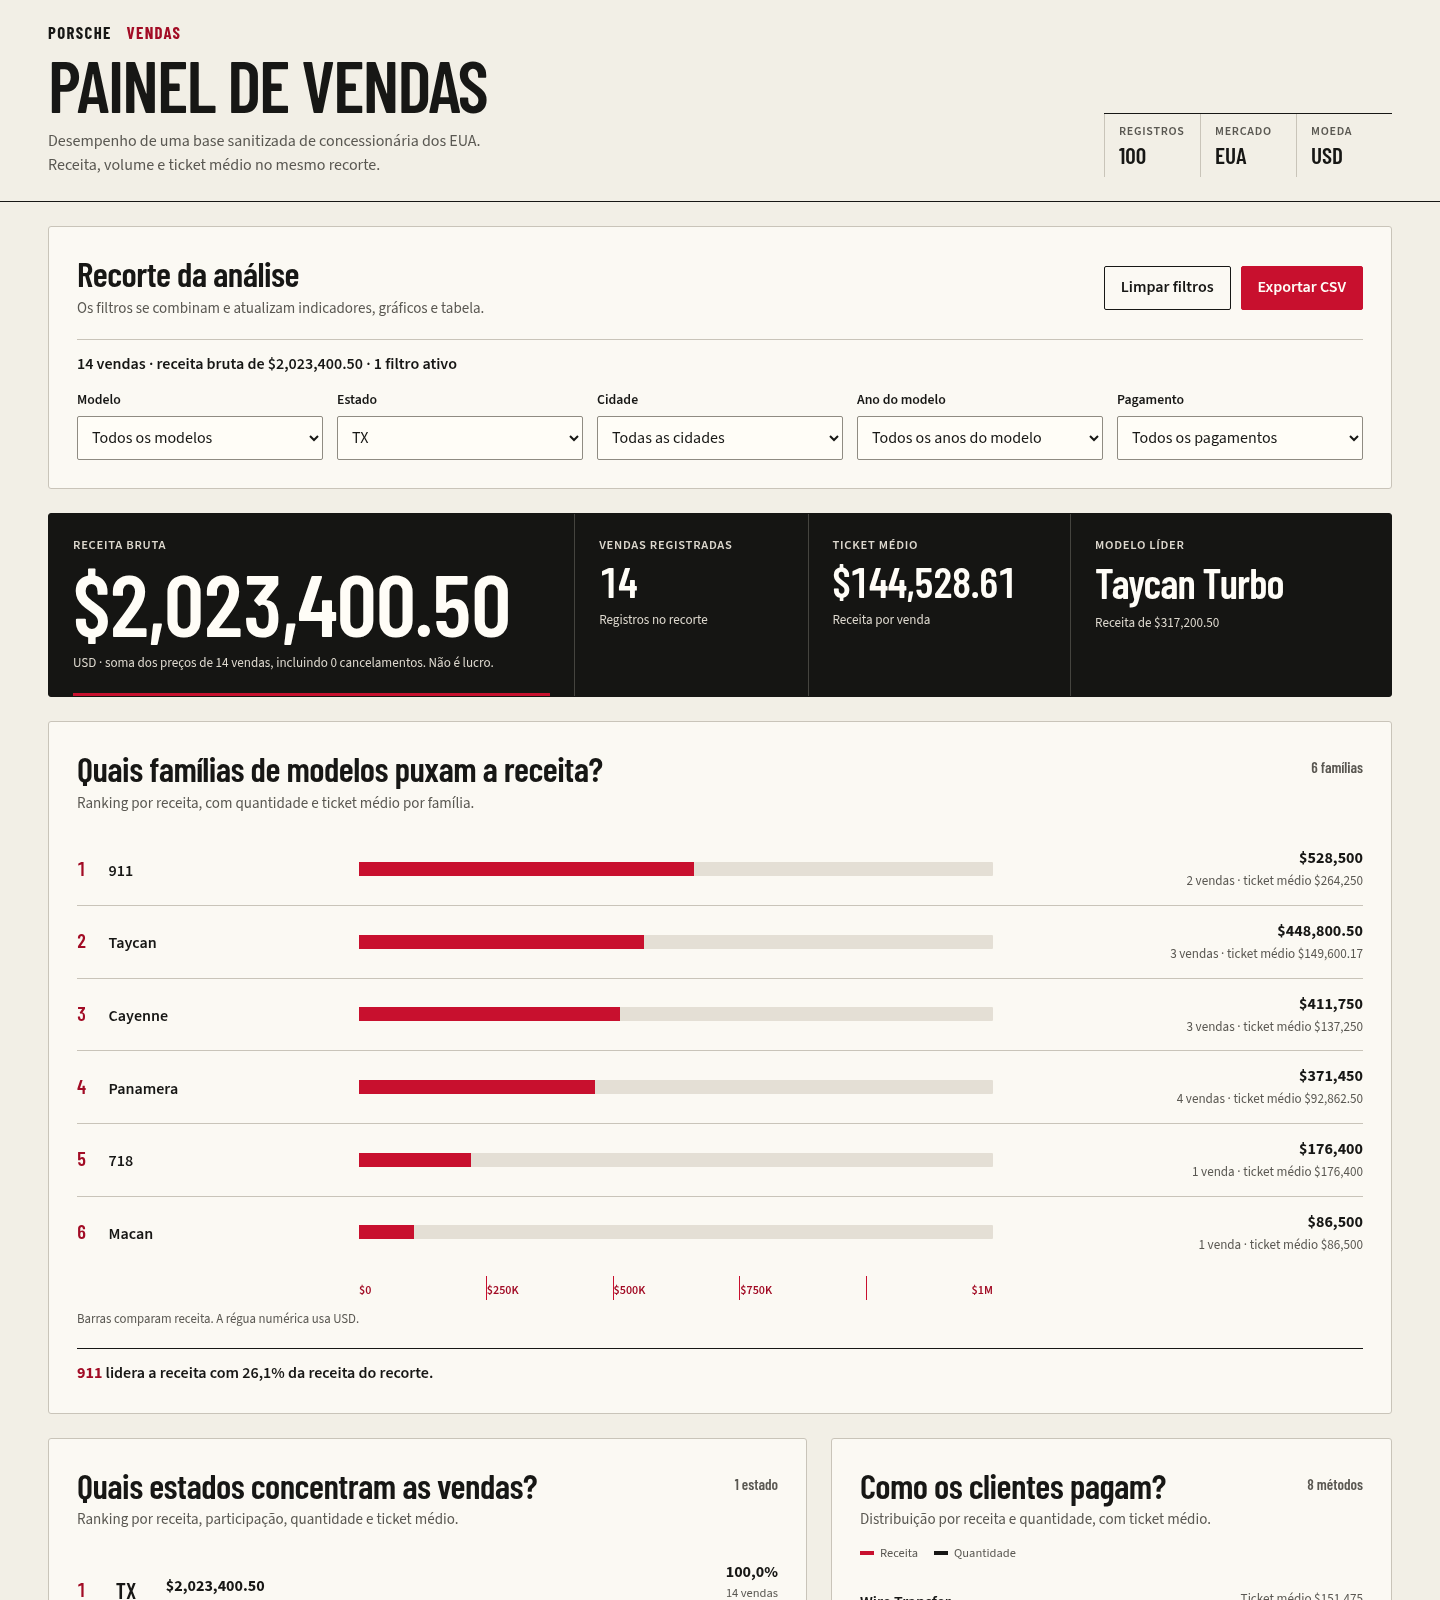 PORSCHE VENDAS
PAINEL DE VENDAS
Desempenho de uma base sanitizada de concessionária dos EUA.
Receita, volume e ticket médio no mesmo recorte.
REGISTROS MERCADO MOEDA
100 EUA USD
Recorte da análise
Os filtros se combinam e atualizam indicadores, gráficos e tabela.
Limpar filtros Exportar CSV
14 vendas · receita bruta de $2,023,400.50 · 1 filtro ativo
Modelo Estado Cidade Ano do modelo Pagamento
Todos os modelos TX Todas as cidades Todos os anos do modelo Todos os pagamentos
RECEITA BRUTA
$2,023,400.50
USD · soma dos preços de 14 vendas, incluindo 0 cancelamentos. Não é lucro.
VENDAS REGISTRADAS
14
Registros no recorte
TICKET MÉDIO
$144,528.61
Receita por venda
MODELO LÍDER
Taycan Turbo
Receita de $317,200.50
Quais famílias de modelos puxam a receita?
6 famílias
Ranking por receita, com quantidade e ticket médio por família.
1 911 $528,500
2 vendas · ticket médio $264,250
2 Taycan $448,800.50
3 vendas · ticket médio $149,600.17
3 Cayenne $411,750
3 vendas · ticket médio $137,250
4 Panamera $371,450
4 vendas · ticket médio $92,862.50
5 718 $176,400
1 venda · ticket médio $176,400
6 Macan $86,500
1 venda · ticket médio $86,500
$0 $250K $500K $750K $1M
Barras comparam receita. A régua numérica usa USD.
911 lidera a receita com 26,1% da receita do recorte.
Quais estados concentram as vendas?
1 estado
Ranking por receita, participação, quantidade e ticket médio.
1 TX $2,023,400.50 100,0%
14 vendas
Como os clientes pagam?
8 métodos
Distribuição por receita e quantidade, com ticket médio.
Receita Quantidade
Wire Transfer Ticket médio $151,475